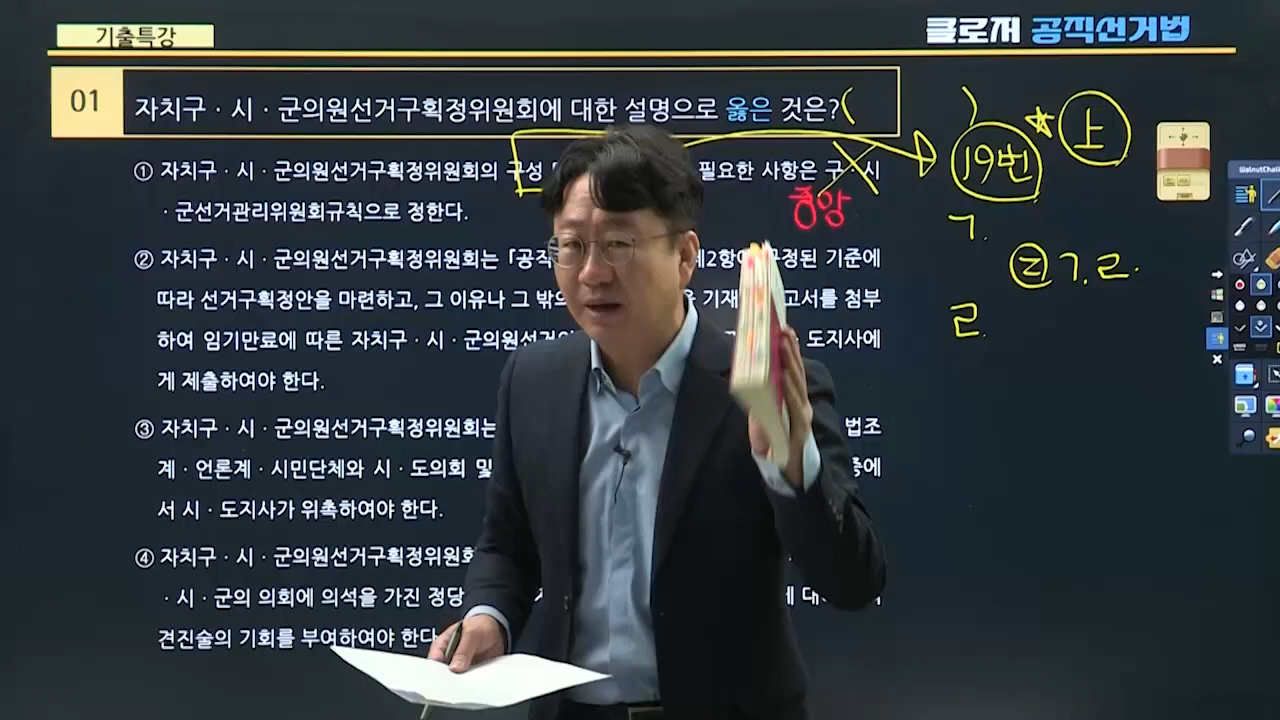 기출특강
클로저 공직선거법
01
자치구·시·군의원선거구획정위원회에 대한 설명으로 옳은 것은?( )
① 자치구·시·군의원선거구획정위원회의 구성 필요한 사항은 구·시
·군선거관리위원회규칙으로 정한다.
② 자치구·시·군의원선거구획정위원회는 「공직 제2항에 규정된 기준에
따라 선거구획정안을 마련하고, 그 이유나 그 밖의 기재 보고서를 첨부
하여 임기만료에 따른 자치구·시·군의원선거의 도지사에
게 제출하여야 한다.
③ 자치구·시·군의원선거구획정위원회는 법조
계·언론계·시민단체와 시·도의회 및 중에
서 시·도지사가 위촉하여야 한다.
④ 자치구·시·군의원선거구획정위원회
·시·군의 의회에 의석을 가진 정당
견진술의 기회를 부여하여야 한다
중앙
19번
上
ㄱ.
② ㄱ, ㄹ.
ㄹ.